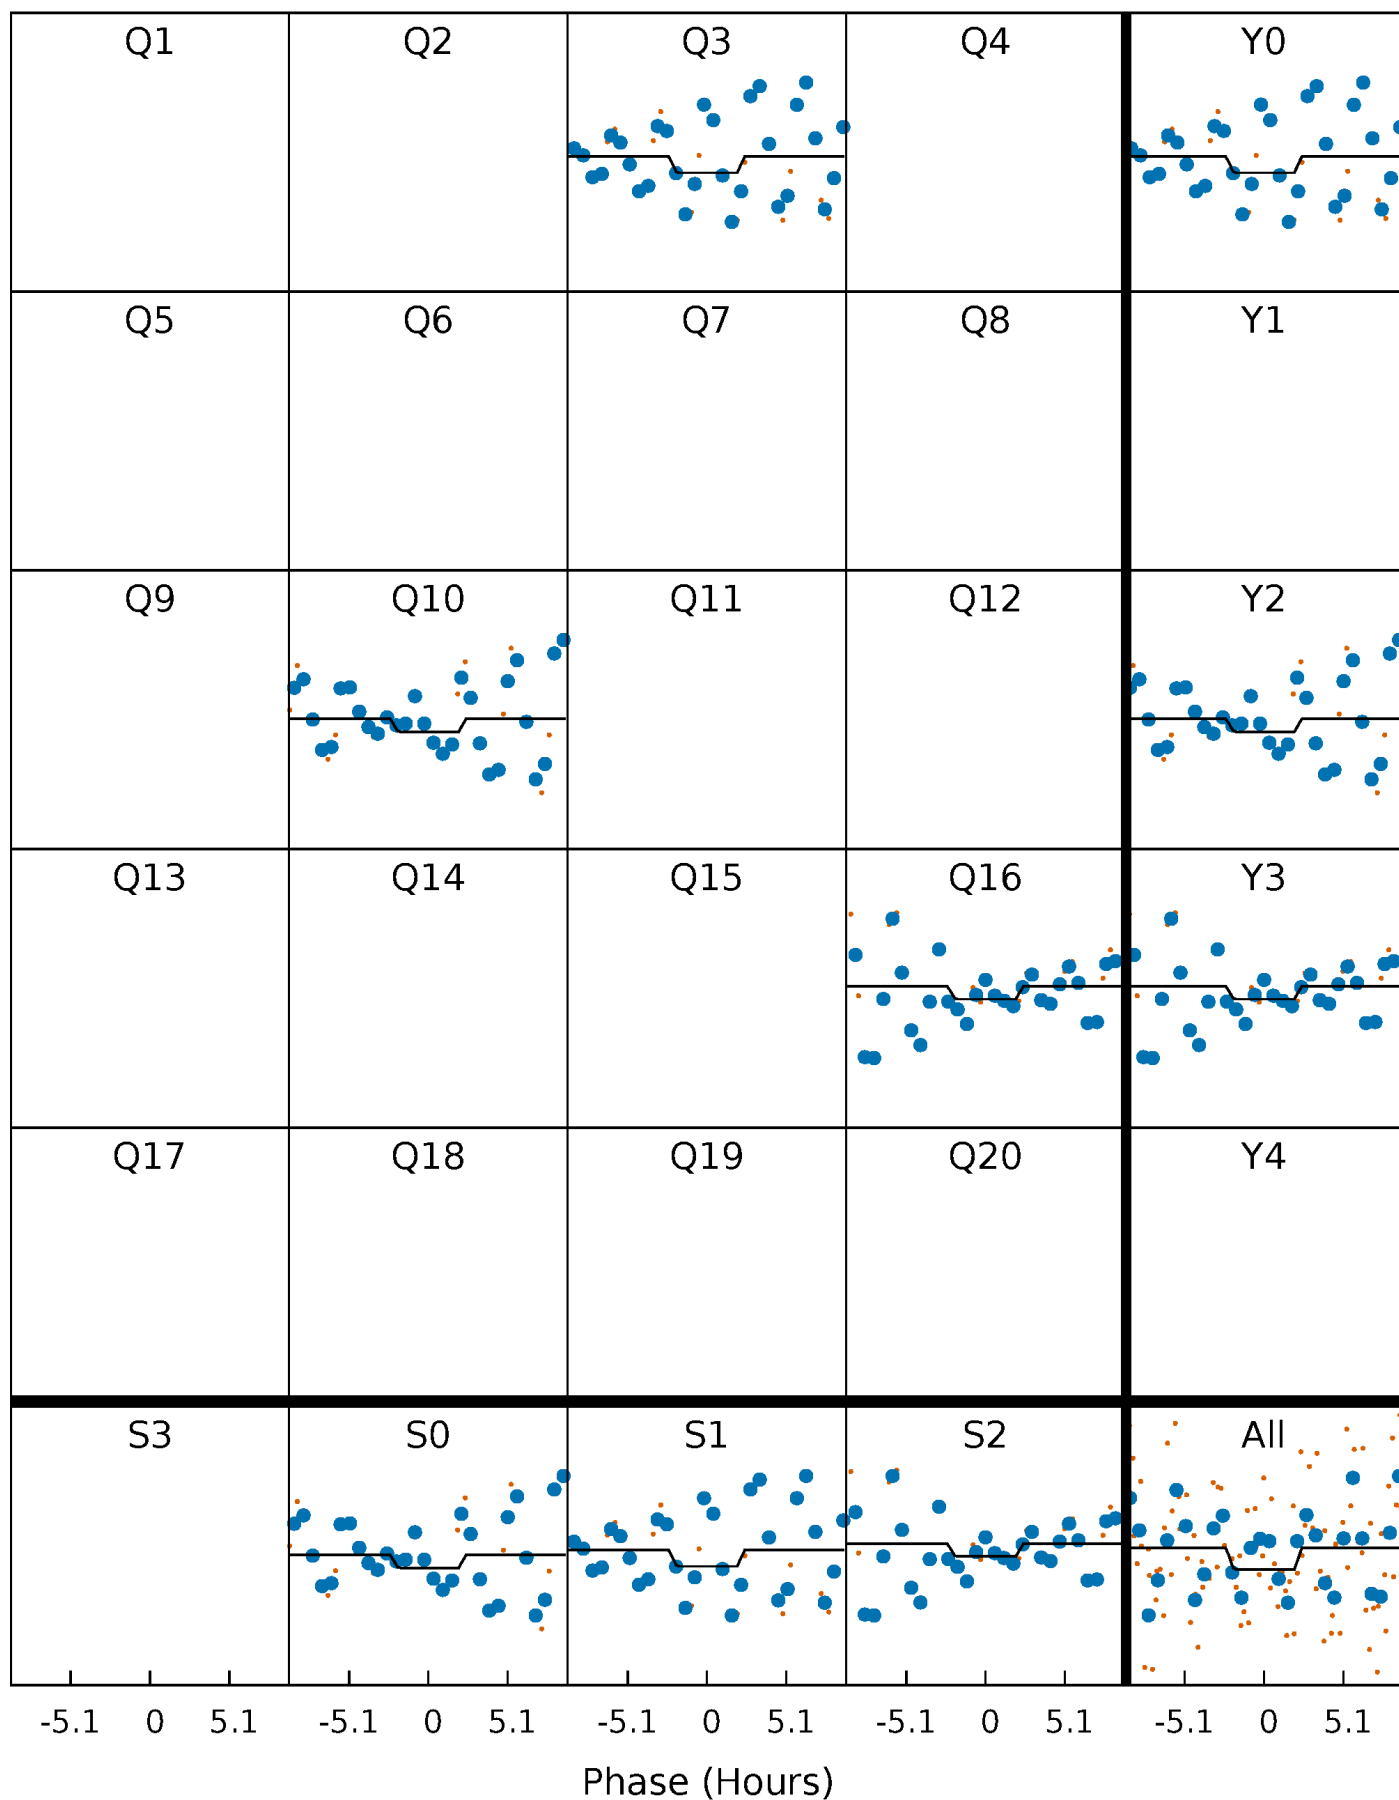 Q1 Q2 Q3 Q4 Y0
Q5 Q6 Q7 Q8 Y1
Q9 Q10 Q11 Q12 Y2
Q13 Q14 Q15 Q16 Y3
Q17 Q18 Q19 Q20 Y4
S3 S0 S1 S2 All
-5.1 0 5.1 -5.1 0 5.1 -5.1 0 5.1 -5.1 0 5.1 -5.1 0 5.1
Phase (Hours)